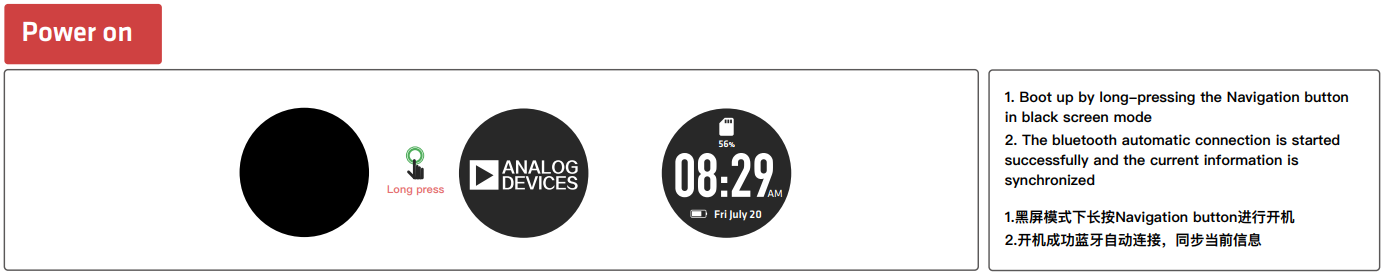 Power on
Long press
ANALOG
DEVICES
56%
08:29 AM
Fri July 20
1. Boot up by long-pressing the Navigation button
in black screen mode
2. The bluetooth automatic connection is started
successfully and the current information is
synchronized
1.黑屏模式下长按Navigation button进行开机
2.开机成功蓝牙自动连接，同步当前信息